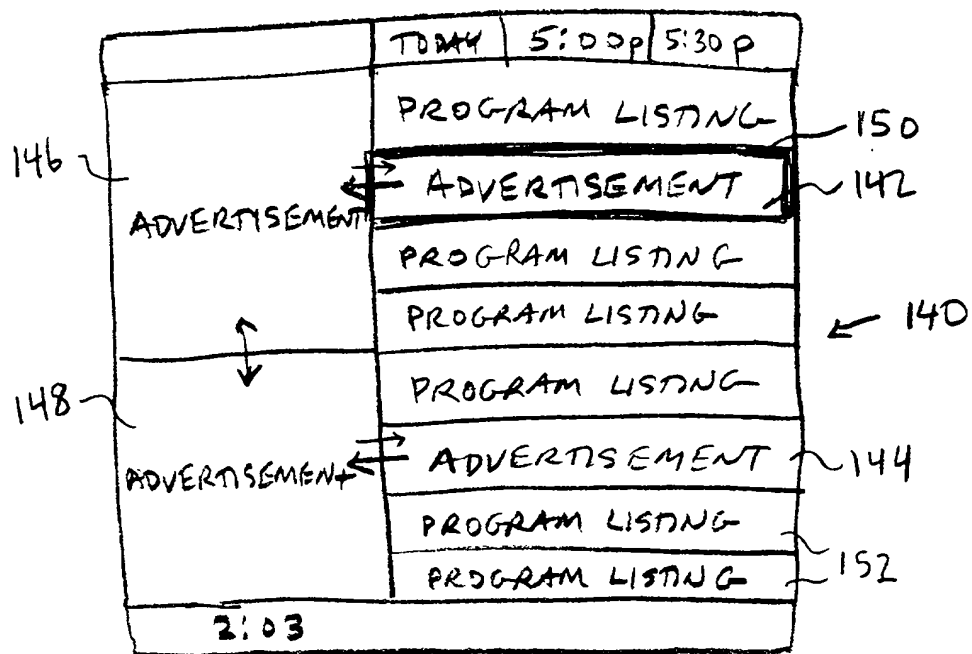 TODAY 5:00p 5:30p
PROGRAM LISTING
150
146
ADVERTISEMENT
142
ADVERTISEMENT
PROGRAM LISTING
PROGRAM LISTING
140
PROGRAM LISTING
148
ADVERTISEMENT
144
ADVERTISEMENT
PROGRAM LISTING
152
PROGRAM LISTING
2:03